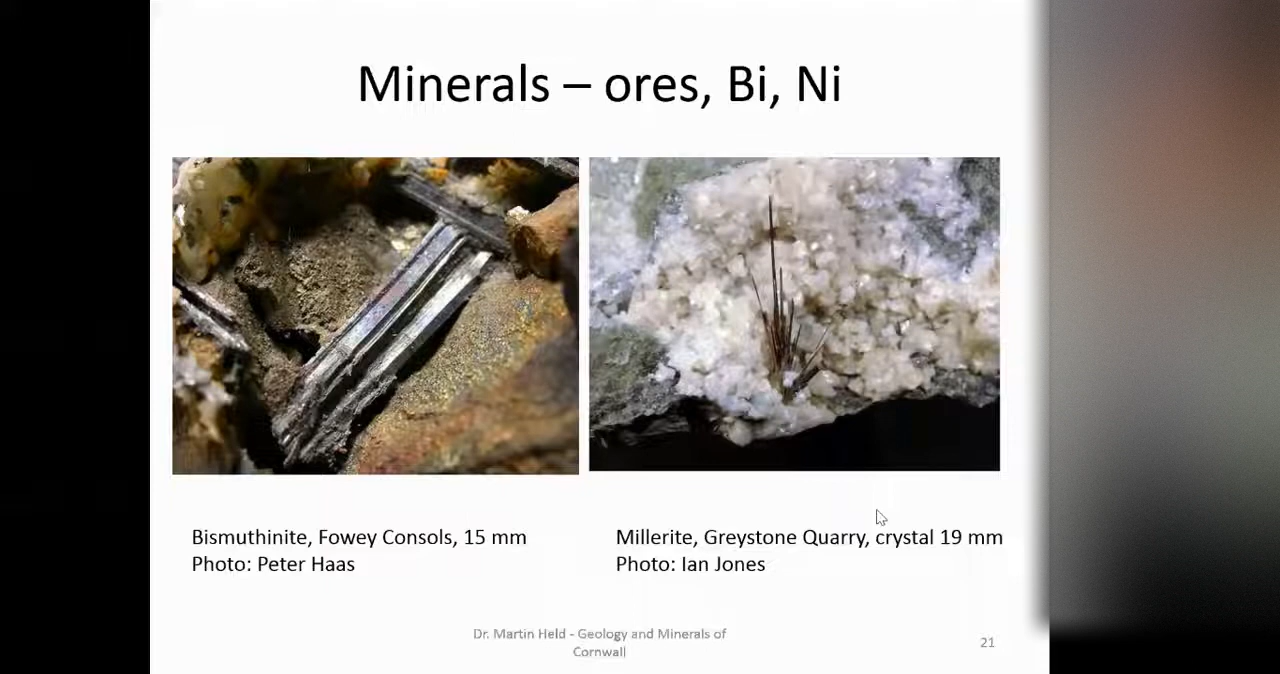 Minerals – ores, Bi, Ni
Bismuthinite, Fowey Consols, 15 mm
Photo: Peter Haas
Millerite, Greystone Quarry, crystal 19 mm
Photo: Ian Jones
Dr. Martin Held - Geology and Minerals of
Cornwall
21